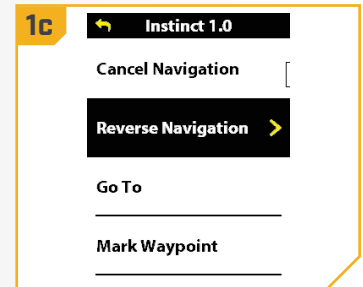 1c
Instinct 1.0
Cancel Navigation
Reverse Navigation
Go To
Mark Waypoint